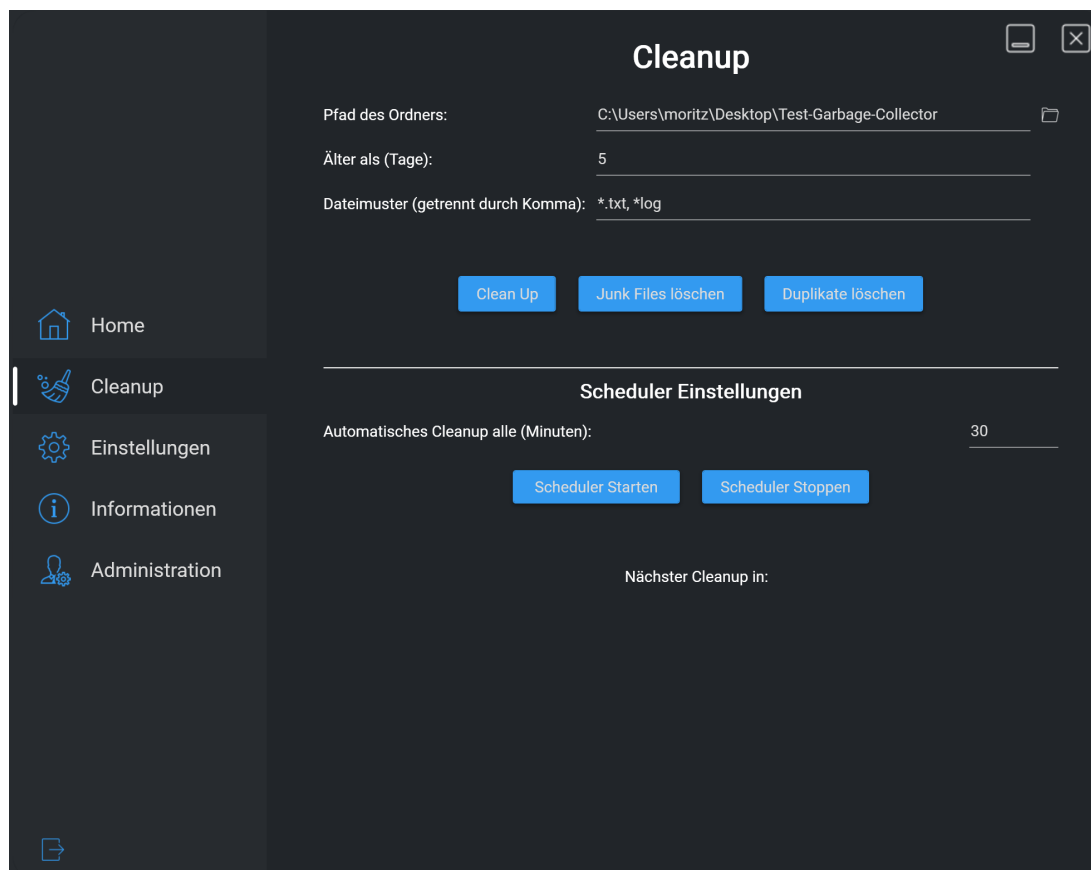 Cleanup
Pfad des Ordners: C:\Users\moritz\Desktop\Test-Garbage-Collector
Älter als (Tage): 5
Dateimuster (getrennt durch Komma): *.txt, *log
Clean Up Junk Files löschen Duplikate löschen
Home
Cleanup
Einstellungen
Informationen
Administration
Scheduler Einstellungen
Automatisches Cleanup alle (Minuten): 30
Scheduler Starten Scheduler Stoppen
Nächster Cleanup in: